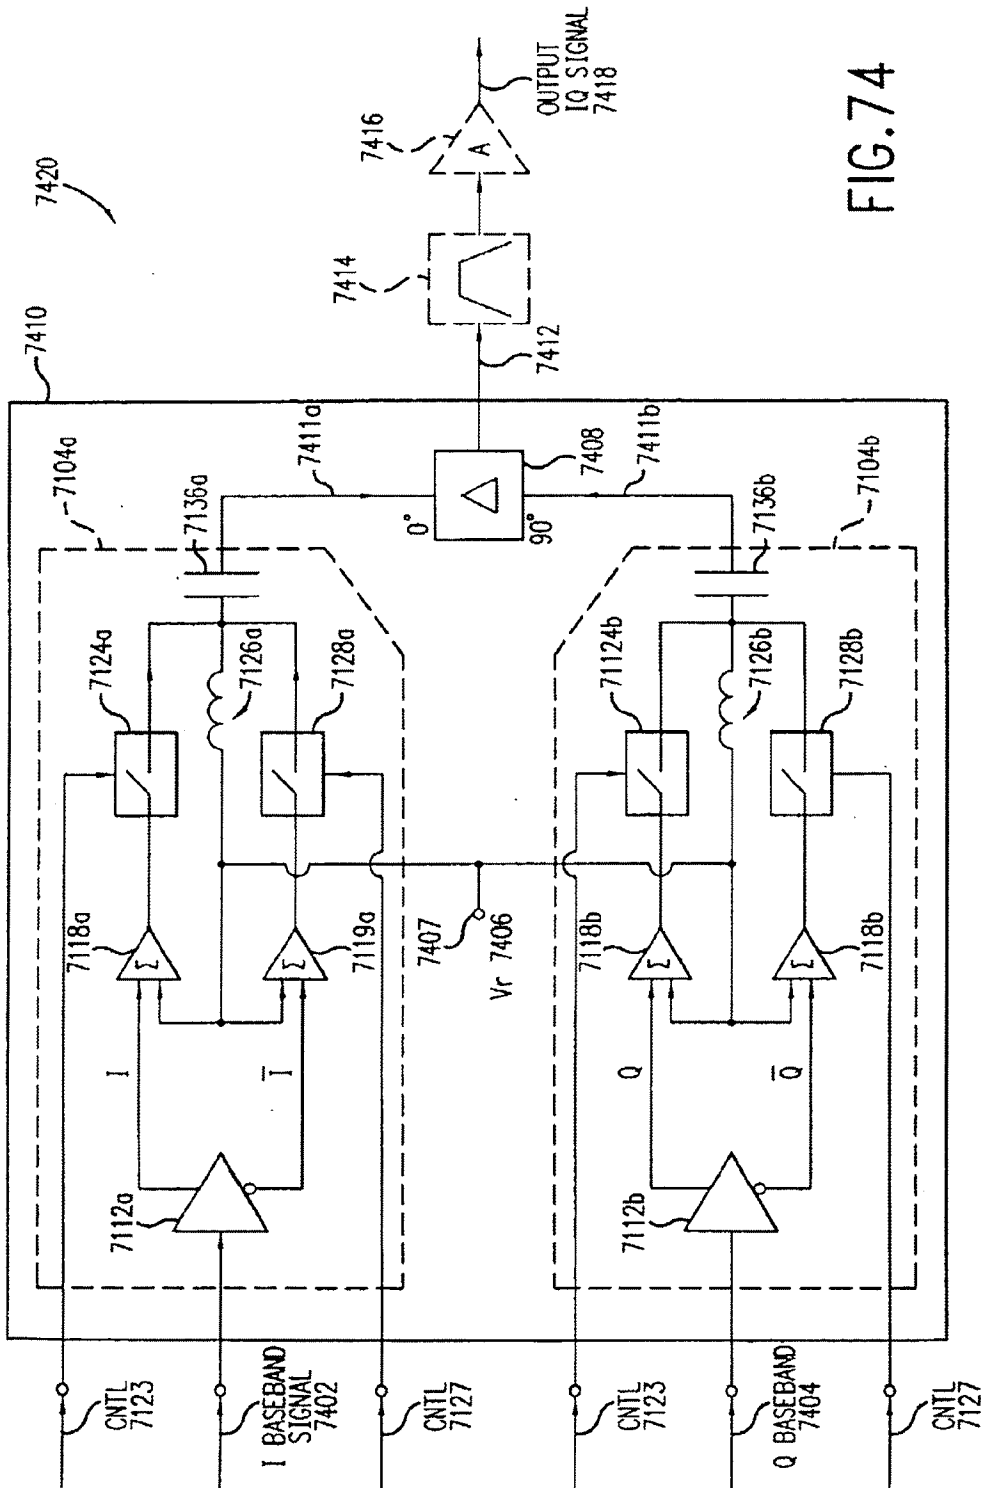 7420
7410
7104a
7136a
7124a
7126a
7128a
7118a
7119a
7112a
I
I̅
Σ
Σ
CNTL
7123
I BASEBAND
SIGNAL
7402
CNTL
7127
7411a
0°
90°
7408
7411b
7412
7414
7416
A
OUTPUT
IQ SIGNAL
7418
7407
Vr 7406
7104b
7136b
71124b
7126b
7128b
7118b
7118b
7112b
Q
Q̅
Σ
Σ
CNTL
7123
Q BASEBAND
7404
CNTL
7127
FIG.74